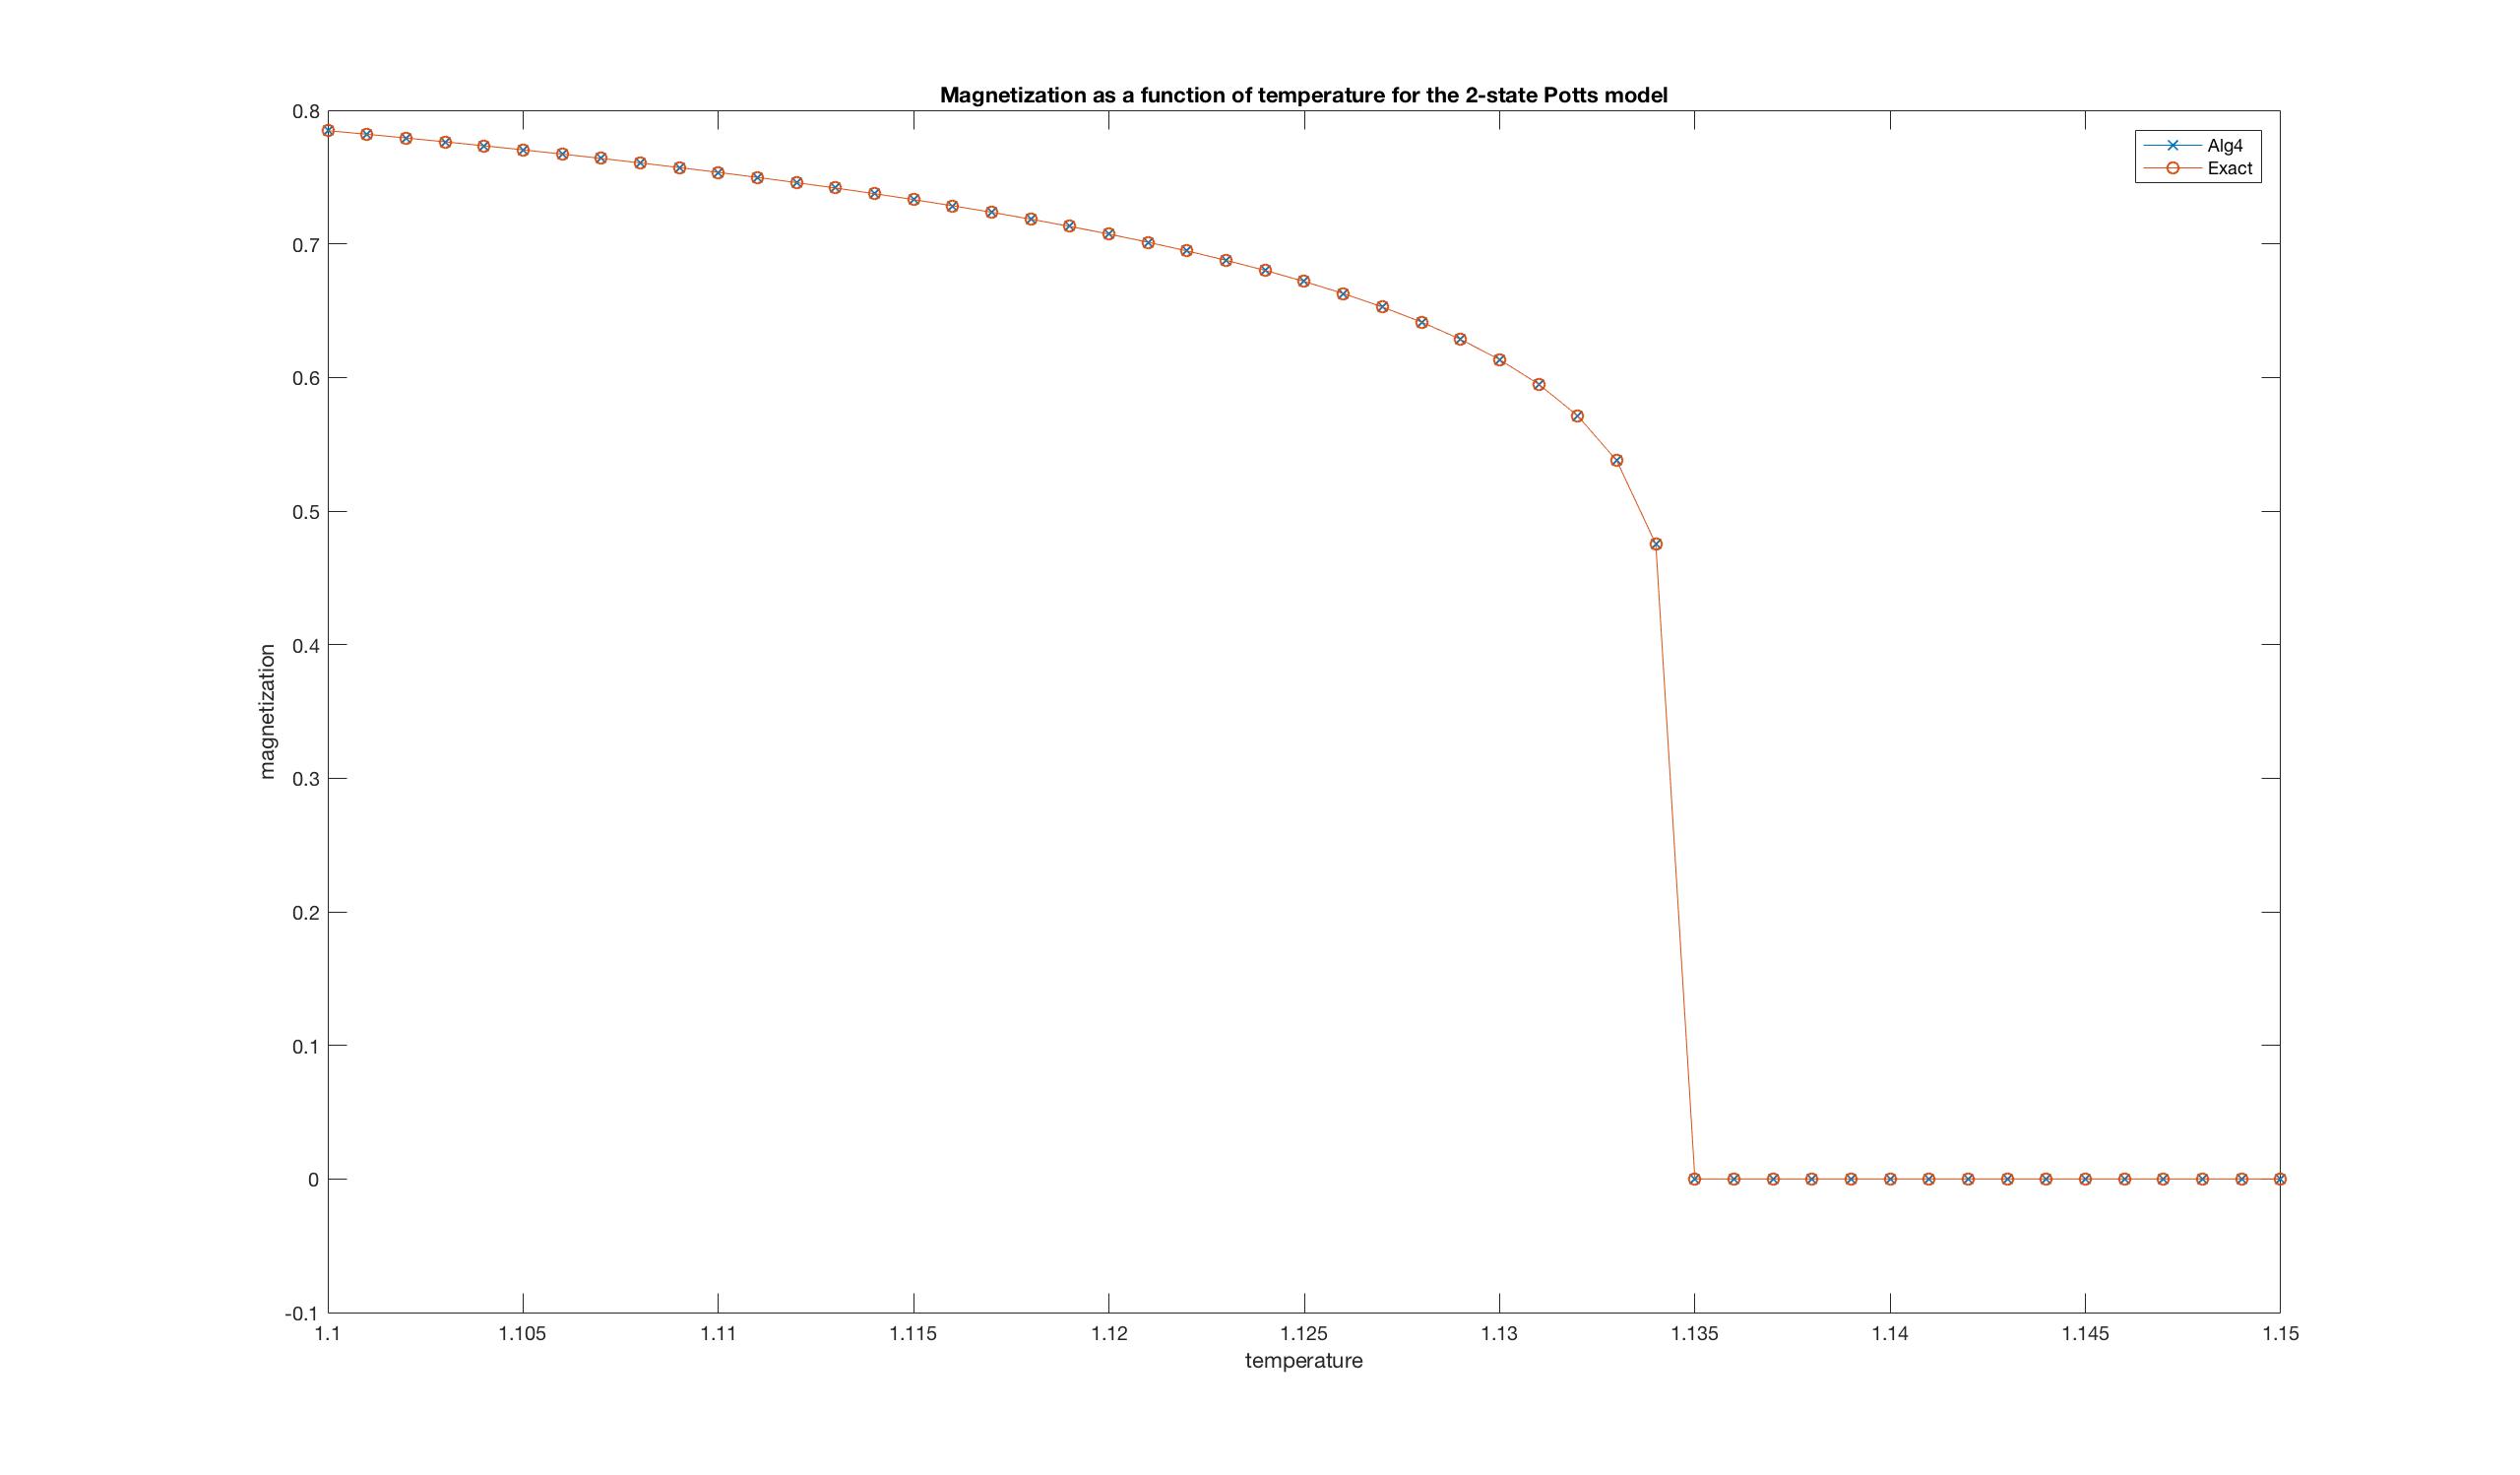 Magnetization as a function of temperature for the 2-state Potts model
Alg4
Exact
magnetization
0.8
0.7
0.6
0.5
0.4
0.3
0.2
0.1
0
-0.1
1.1 1.105 1.11 1.115 1.12 1.125 1.13 1.135 1.14 1.145 1.15
temperature